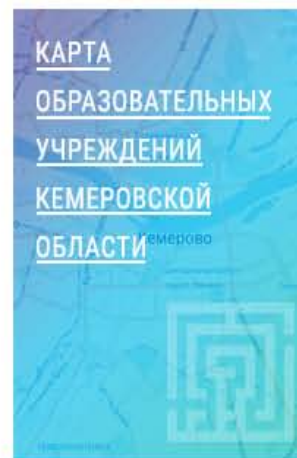 КАРТА
ОБРАЗОВАТЕЛЬНЫХ
УЧРЕЖДЕНИЙ
КЕМЕРОВСКОЙ
ОБЛАСТИ
Кемерово